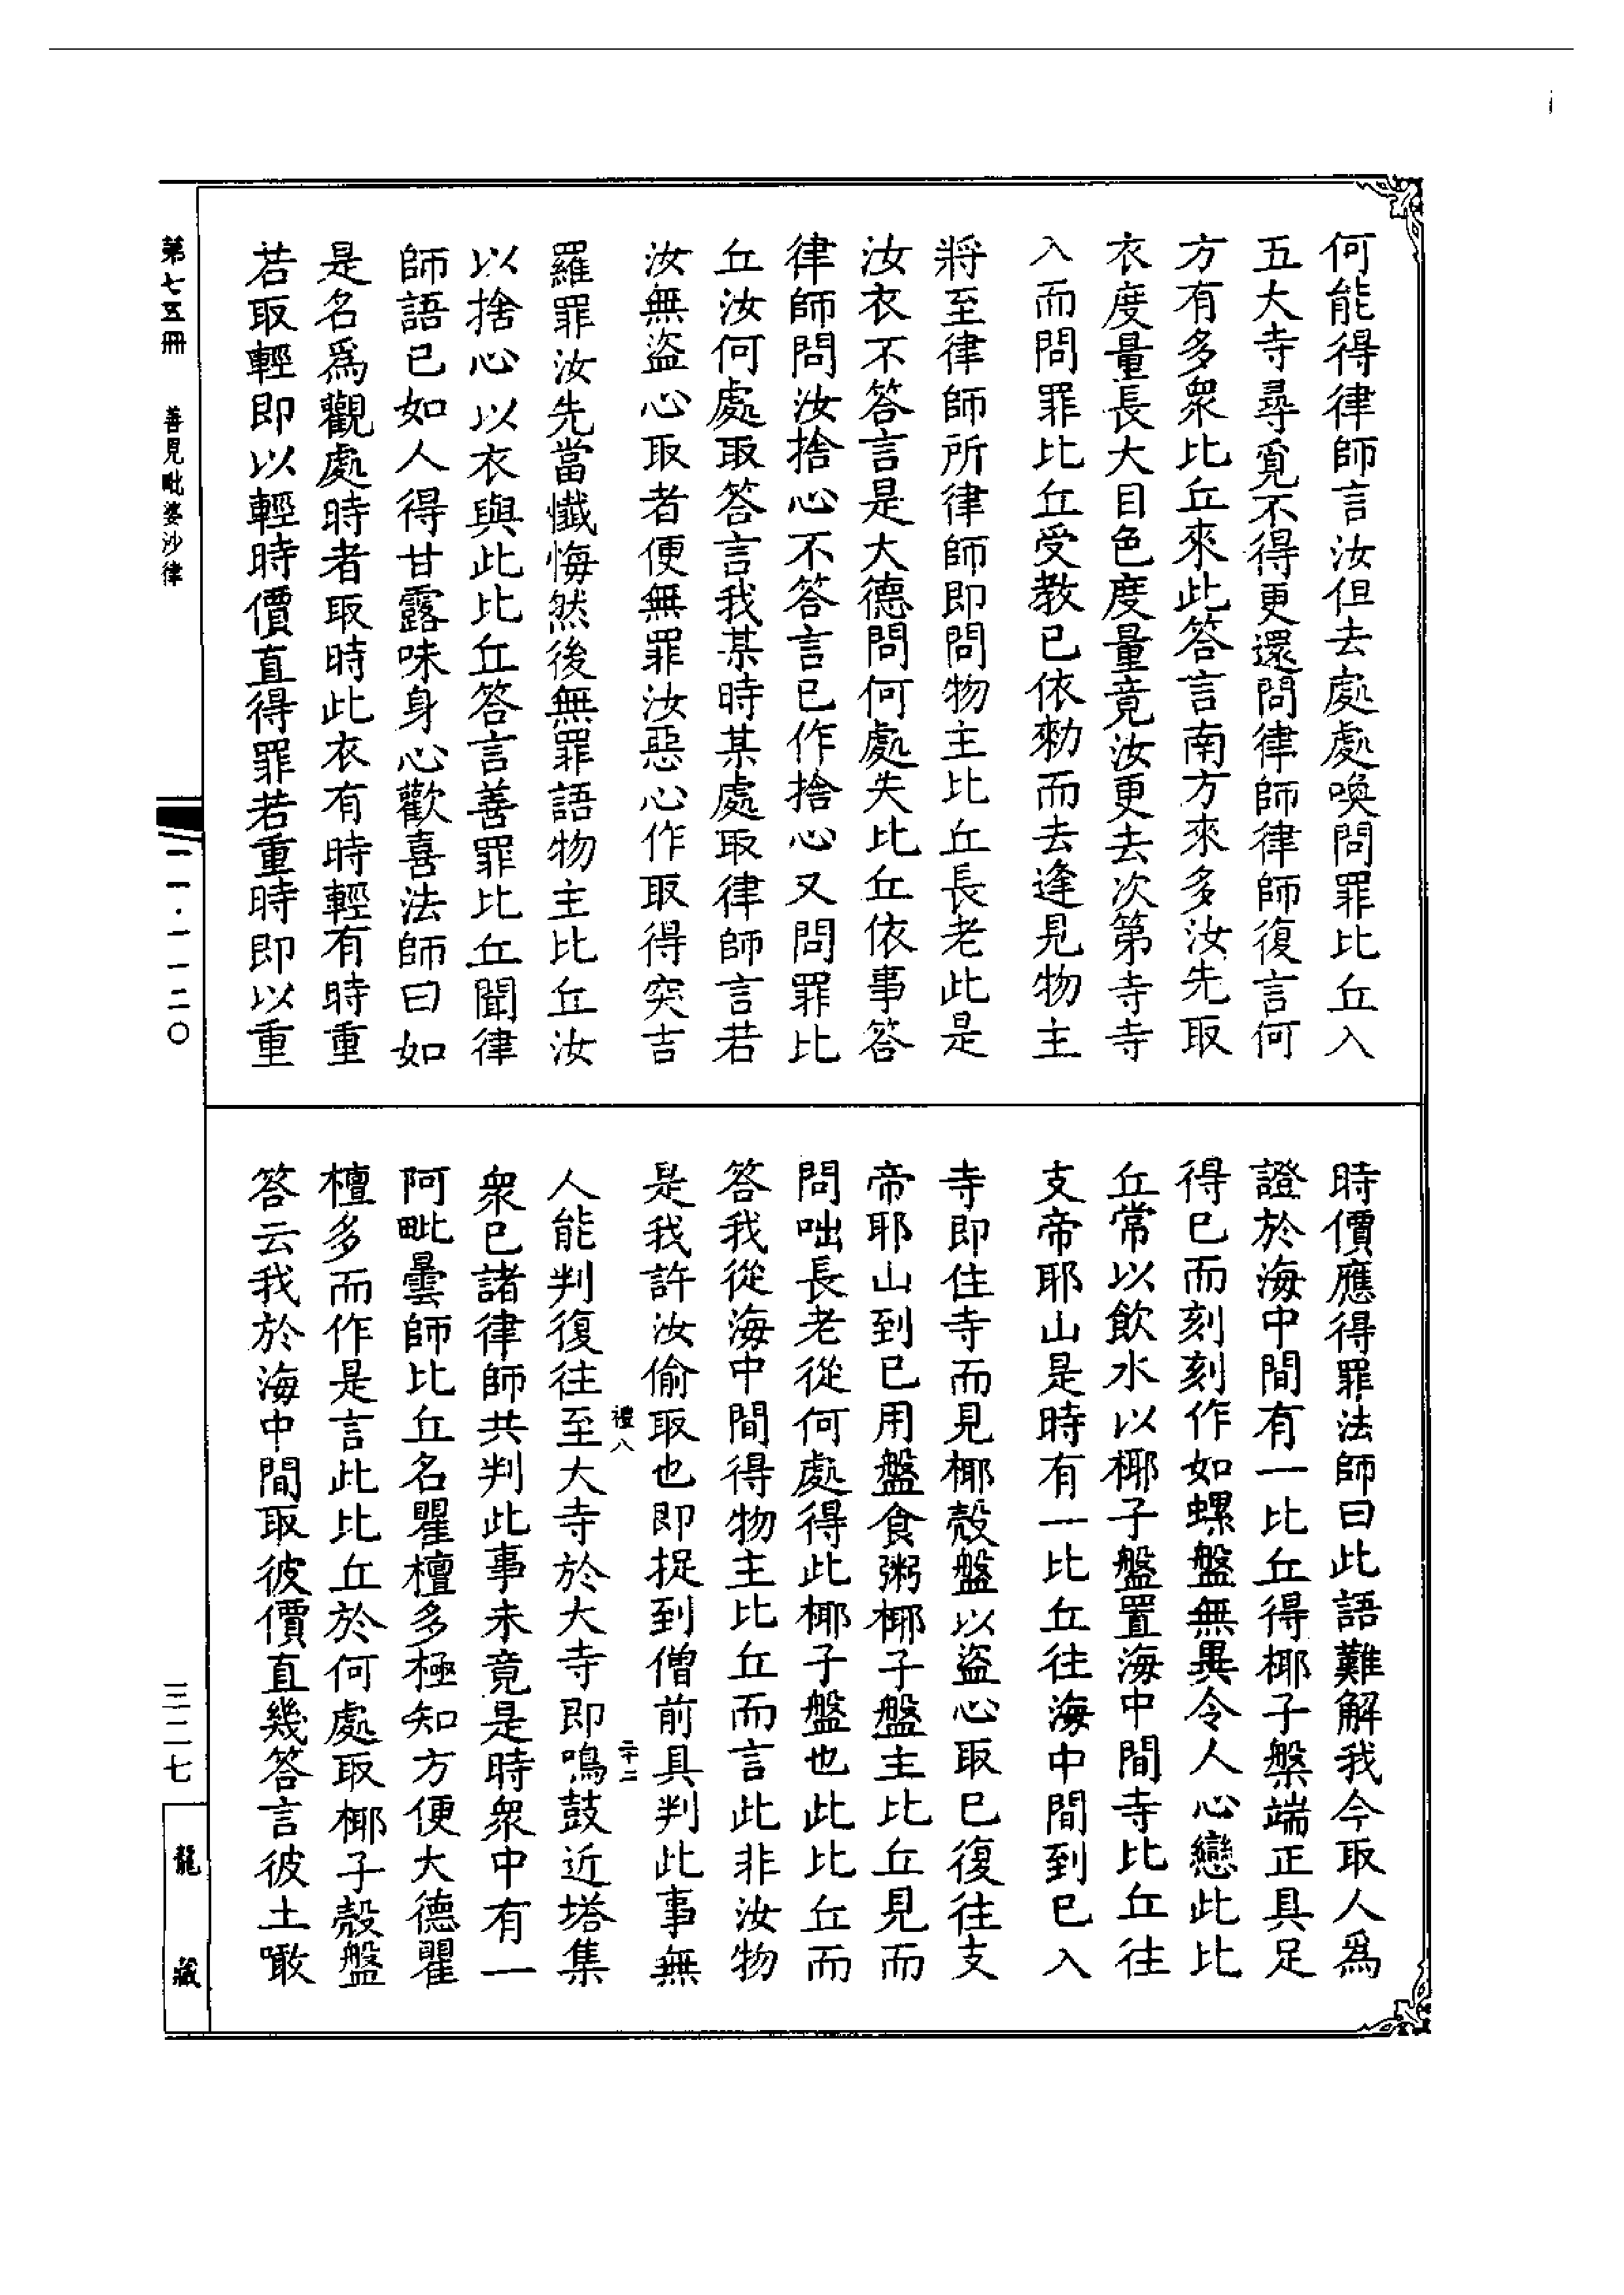 何能得律師言汝但去處處喚問罪比丘入
五大寺尋覓不得更還問律師律師復言何
方有多衆比丘來此答言南方來多汝先取
衣度量長大目色度量竟汝更去次第寺寺
入而問罪比丘受教已依勑而去逢見物主
將至律師所律師即問物主比丘長老此是
汝衣不答言是大德問何處失比丘依事答
律師問汝捨心不答言已作捨心又問罪比
丘汝何處取答言我某時某處取律師言若
汝無盜心取者便無罪汝惡心作取得突吉
羅罪汝先當懺悔然後無罪語物主比丘汝
以捨心以衣與此比丘答言善罪比丘聞律
師語已如人得甘露味身心歡喜法師曰如
是名爲觀處時者取時此衣有時輕有時重
若取輕即以輕時價直得罪若重時即以重
時價應得罪法師曰此語難解我今取人爲
證於海中間有一比丘得椰子槃端正具足
得已而刻刻作如螺盤無異令人心戀此比
丘常以飲水以椰子盤置海中間寺比丘往
支帝耶山是時有一比丘往海中間到已入
寺即住寺而見椰殼盤以盜心取已復往支
帝耶山到已用盤食粥椰子盤主比丘見而
問咄長老從何處得此椰子盤也此比丘而
答我從海中間得物主比丘而言此非汝物
是我許汝偷取也即捉到僧前具判此事無
禮八
二十二
人能判復往至大寺於大寺即鳴鼓近塔集
衆已諸律師共判此事未竟是時衆中有一
阿毗曇師比丘名瞿檀多極知方便大德瞿
檀多而作是言此比丘於何處取椰子殼盤
答云我於海中間取彼價直幾答言彼土噉
第七五冊
善見毗婆沙律
一一·一一二〇
三二七
龍藏